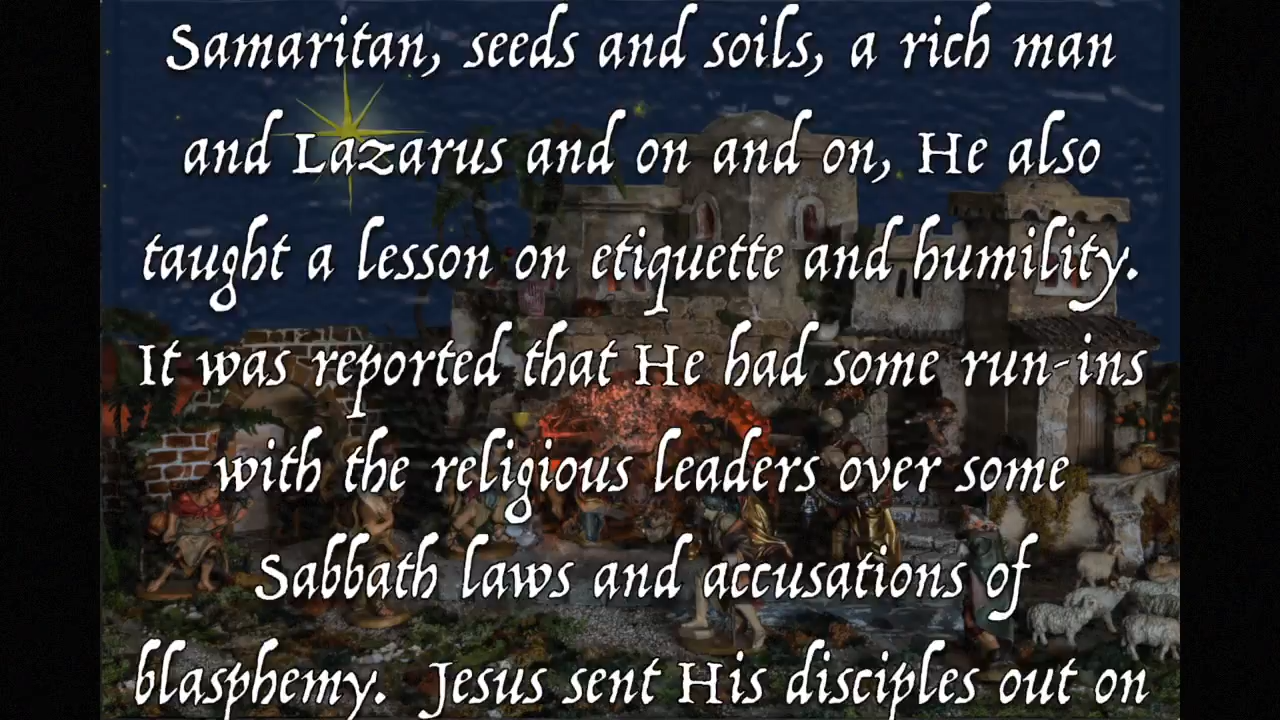 Samaritan, seeds and soils, a rich man
and Lazarus and on and on, He also
taught a lesson on etiquette and humility.
It was reported that He had some run-ins
with the religious leaders over some
Sabbath laws and accusations of
blasphemy. Jesus sent His disciples out on